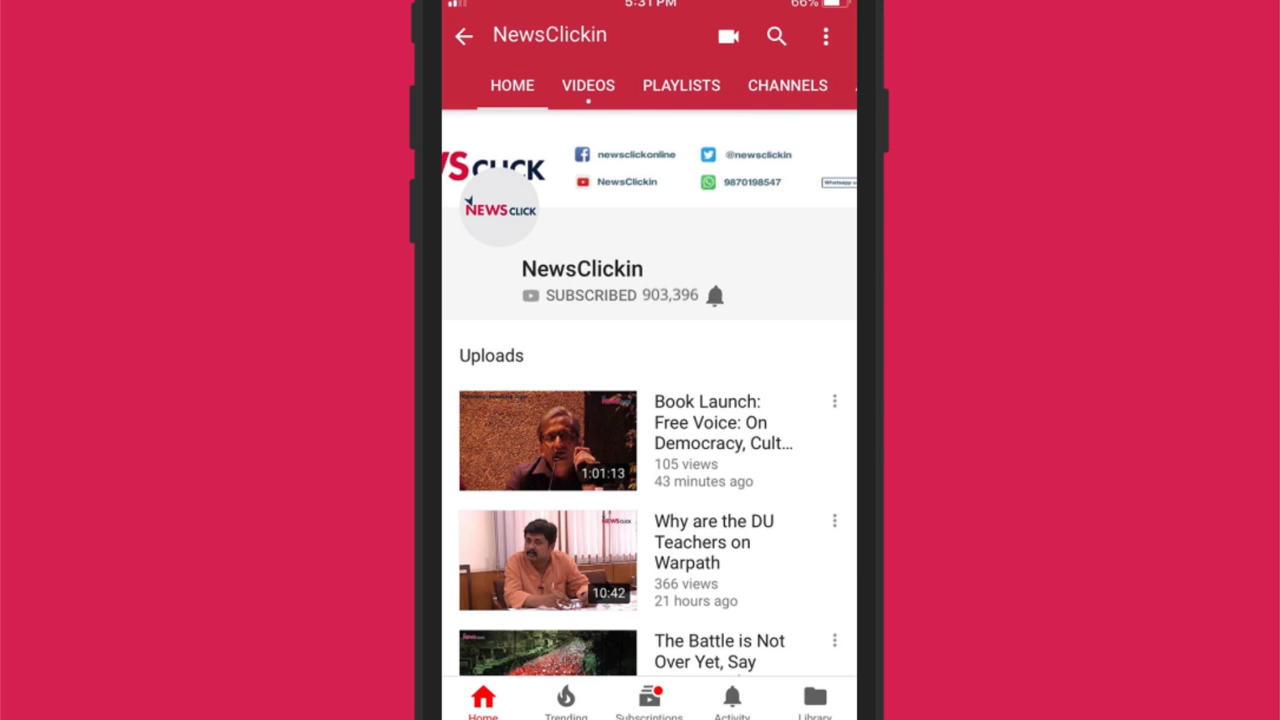 5:31 PM
66%
NewsClickin
HOME VIDEOS PLAYLISTS CHANNELS
newsclickonline @newsclickin
CLICK
NewsClickin 9870198547 Whatsapp
NEWSCLICK
NewsClickin
SUBSCRIBED 903,396
Uploads
Book Launch:
Free Voice: On
Democracy, Cult...
105 views
43 minutes ago
1:01:13
Why are the DU
Teachers on
Warpath
366 views
21 hours ago
NEWSCLICK
10:42
The Battle is Not
Over Yet, Say
Home Trending Subscriptions Activity Library